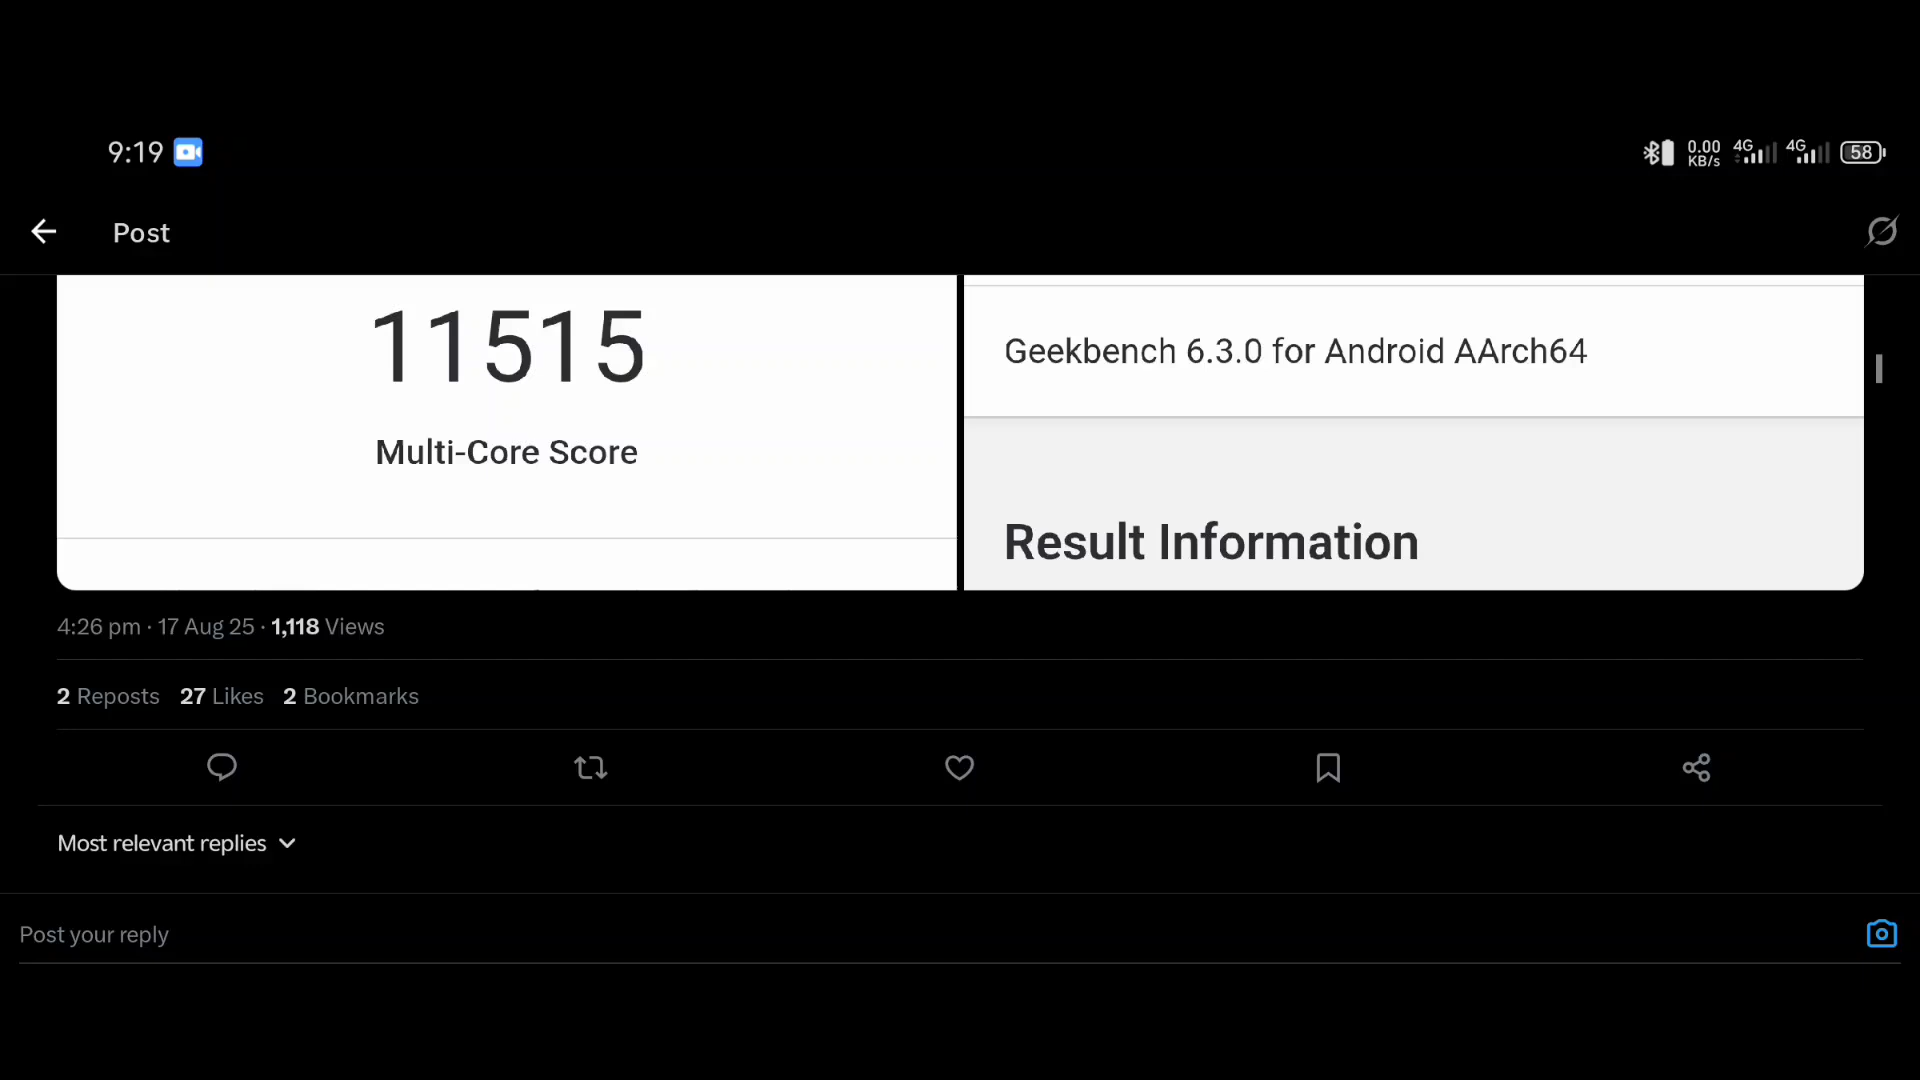 9:19
0.00
KB/s
4G
4G
58
Post
11515
Multi-Core Score
Geekbench 6.3.0 for Android AArch64
Result Information
4:26 pm · 17 Aug 25 · 1,118 Views
2 Reposts 27 Likes 2 Bookmarks
Most relevant replies
Post your reply